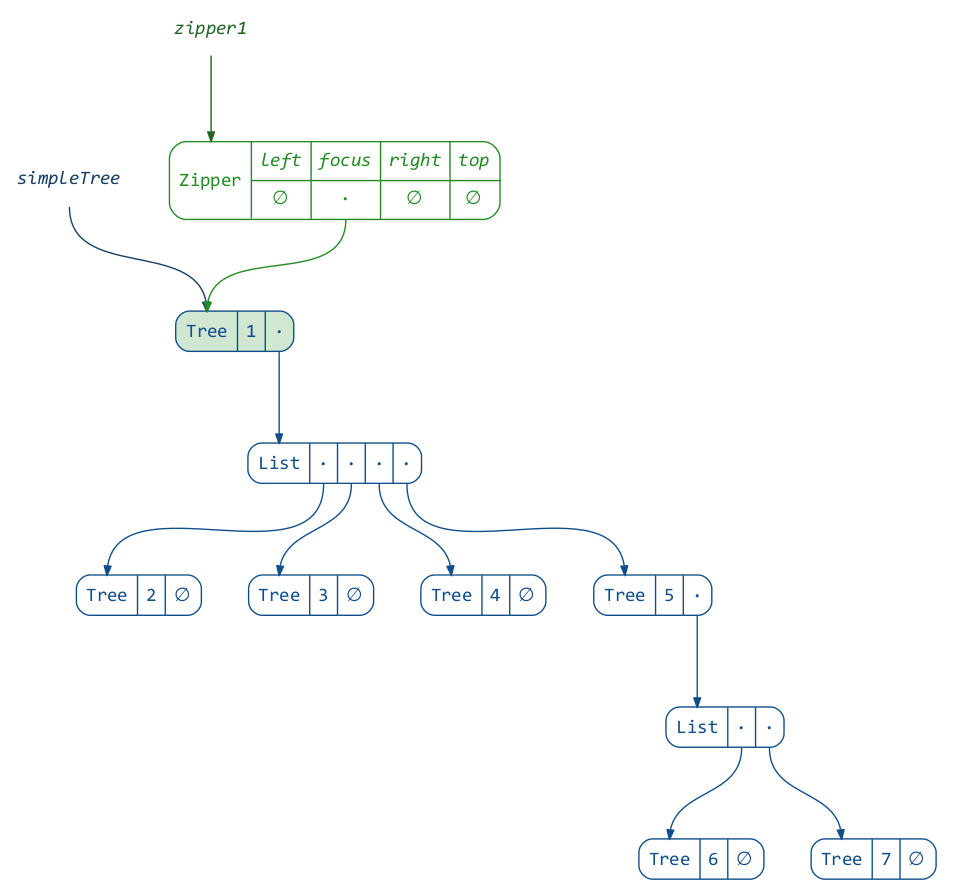 zipper1
simpleTree
Zipper left focus right top
∅ · ∅ ∅
Tree 1 ·
List · · · ·
Tree 2 ∅ Tree 3 ∅ Tree 4 ∅ Tree 5 ·
List · ·
Tree 6 ∅ Tree 7 ∅